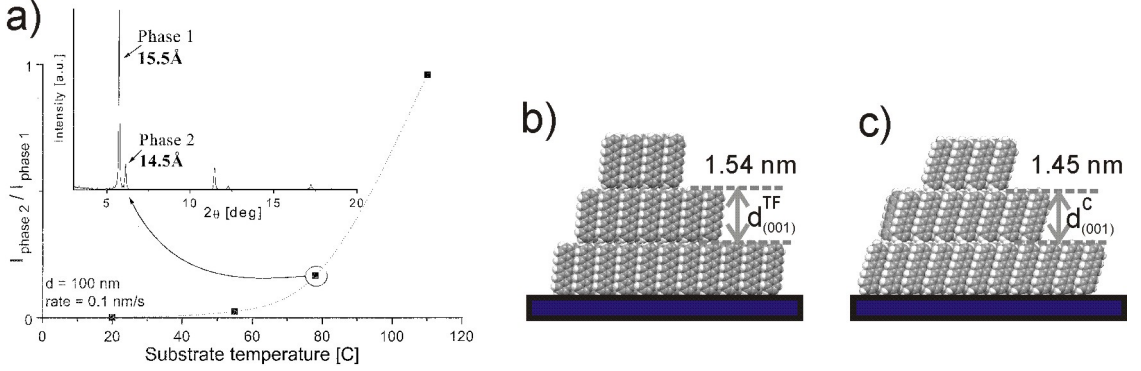 a)
Phase 1
15.5Å
Phase 2
14.5Å
Intensity [a.u.]
5 10 15 20
2θ [deg]
1
0
I phase 2 / I phase 1
d = 100 nm
rate = 0.1 nm/s
0 20 40 60 80 100 120
Substrate temperature [C]
b)
1.54 nm
d TF (001)
c)
1.45 nm
d C (001)